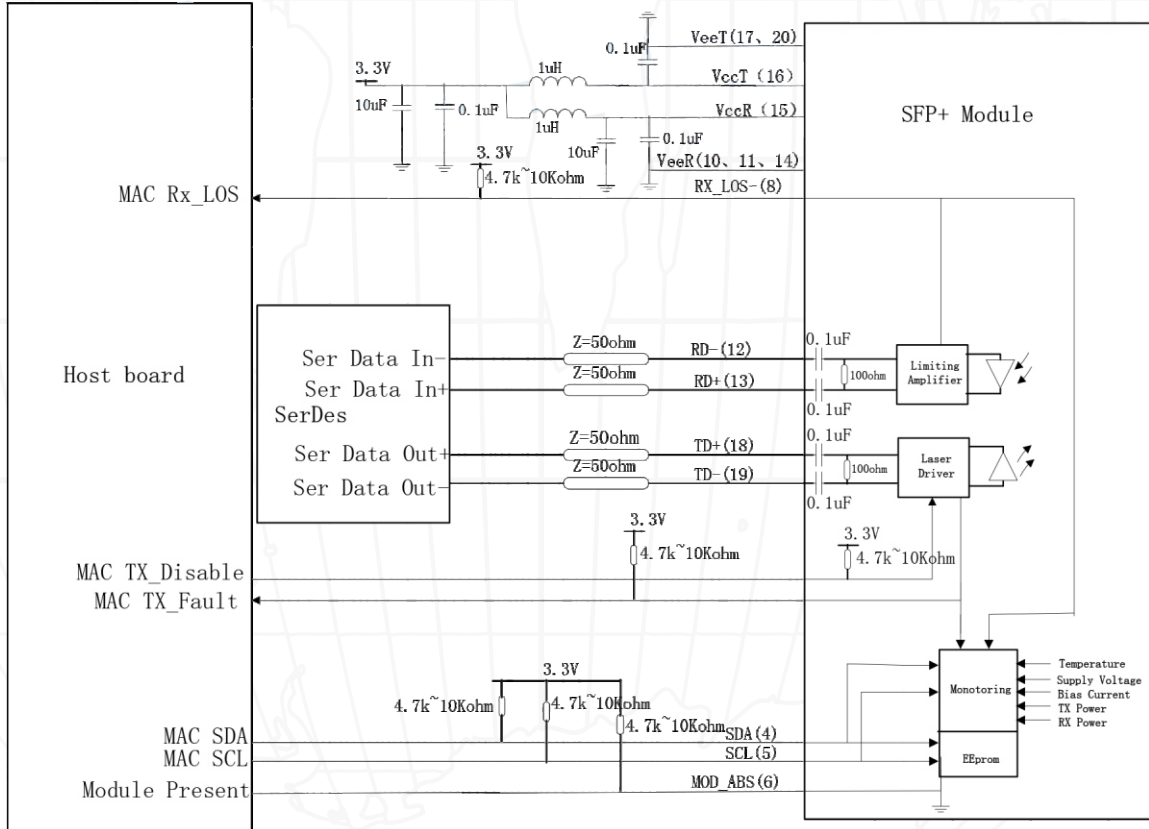 VeeT(17、20)
0.1uF
3.3V
1uH
VccT (16)
10uF
0.1uF
VccR (15)
1uH
SFP+ Module
10uF
0.1uF
3.3V
VeeR(10、11、14)
4.7k~10Kohm
RX_LOS-(8)
MAC Rx_LOS
Host board
Ser Data In-
Z=50ohm
RD-(12)
0.1uF
Limiting
Amplifier
100ohm
Ser Data In+
Z=50ohm
RD+(13)
0.1uF
SerDes
Ser Data Out+
Z=50ohm
TD+(18)
0.1uF
Laser
Driver
100ohm
Ser Data Out-
Z=50ohm
TD-(19)
0.1uF
3.3V
4.7k~10Kohm
3.3V
4.7k~10Kohm
MAC TX_Disable
MAC TX_Fault
3.3V
4.7k~10Kohm
4.7k~10Kohm
4.7k~10Kohm
Monotoring
Temperature
Supply Voltage
Bias Current
TX Power
RX Power
MAC SDA
SDA(4)
MAC SCL
SCL(5)
EEprom
Module Present
MOD_ABS(6)